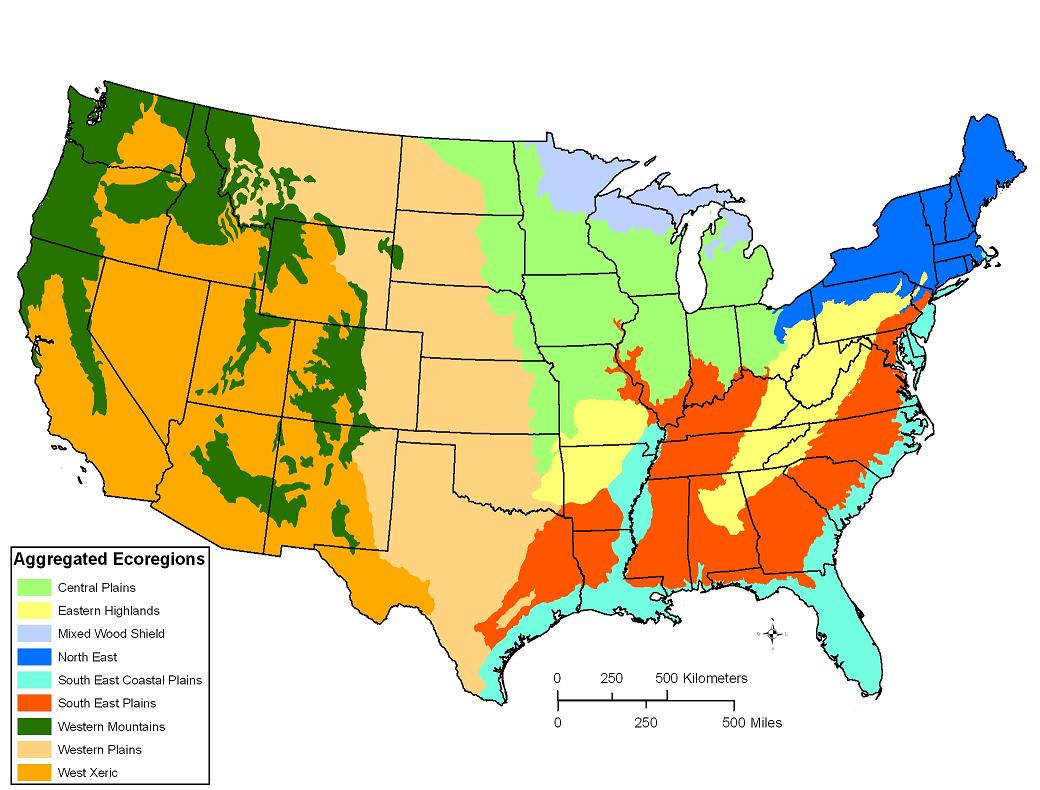 Aggregated Ecoregions
Central Plains
Eastern Highlands
Mixed Wood Shield
North East
South East Coastal Plains
South East Plains
Western Mountains
Western Plains
West Xeric
0 250 500 Kilometers
0 250 500 Miles